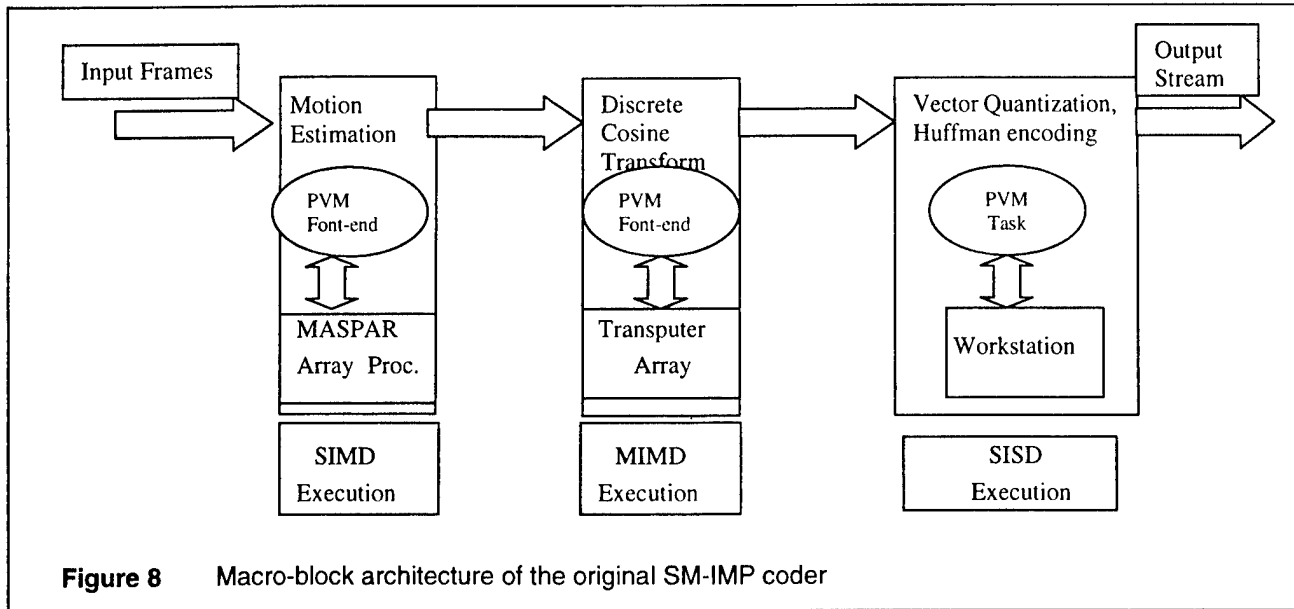 Input Frames
Output
Stream
Motion
Estimation
PVM
Font-end
MASPAR
Array Proc.
SIMD
Execution
Discrete
Cosine
Transform
PVM
Font-end
Transputer
Array
MIMD
Execution
Vector Quantization,
Huffman encoding
PVM
Task
Workstation
SISD
Execution
Figure 8 Macro-block architecture of the original SM-IMP coder